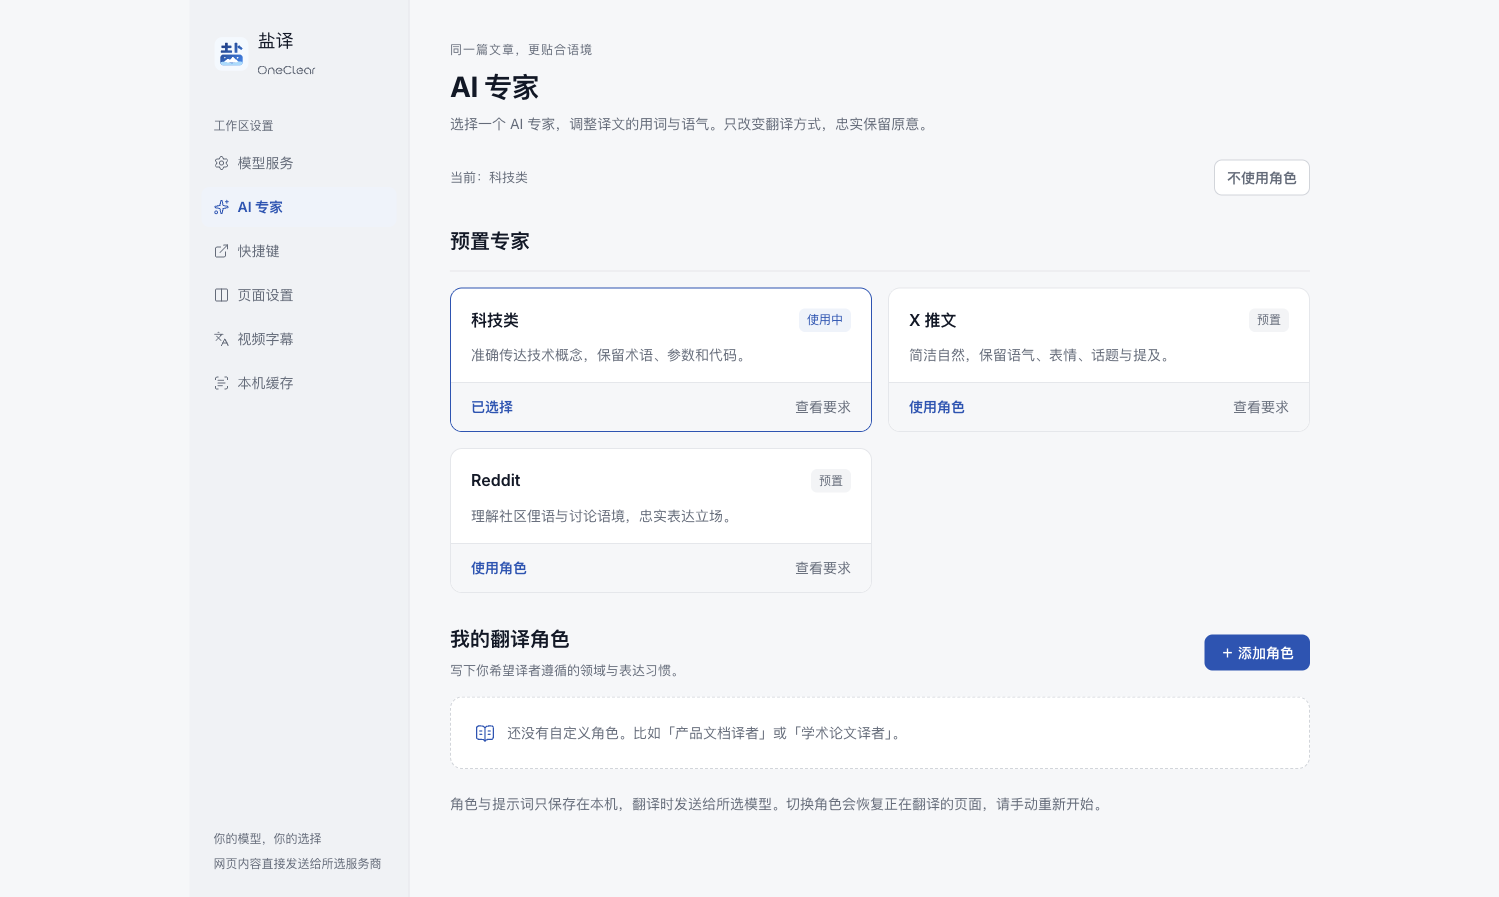 盐
盐译
OneClear
工作区设置
模型服务
AI 专家
快捷键
页面设置
视频字幕
本机缓存
你的模型，你的选择
网页内容直接发送给所选服务商
同一篇文章，更贴合语境
AI 专家
选择一个 AI 专家，调整译文的用词与语气。只改变翻译方式，忠实保留原意。
当前：科技类
不使用角色
预置专家
科技类
使用中
准确传达技术概念，保留术语、参数和代码。
已选择
查看要求
X 推文
预置
简洁自然，保留语气、表情、话题与提及。
使用角色
查看要求
Reddit
预置
理解社区俚语与讨论语境，忠实表达立场。
使用角色
查看要求
我的翻译角色
写下你希望译者遵循的领域与表达习惯。
+ 添加角色
还没有自定义角色。比如「产品文档译者」或「学术论文译者」。
角色与提示词只保存在本机，翻译时发送给所选模型。切换角色会恢复正在翻译的页面，请手动重新开始。